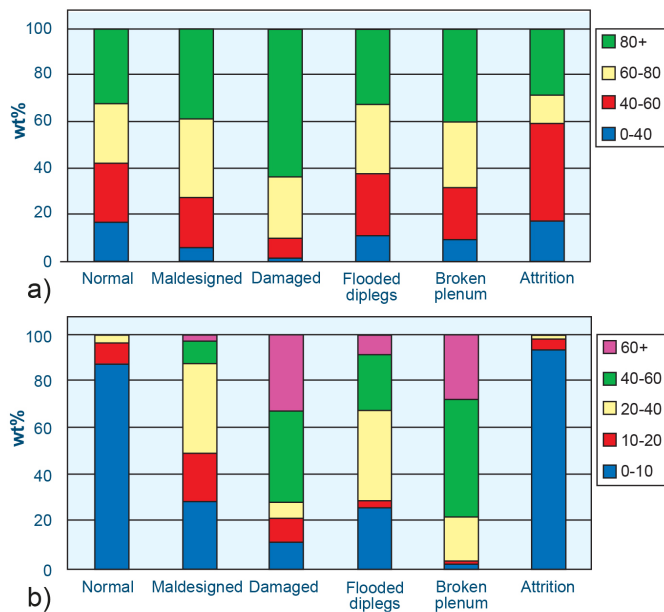 100
80
60
40
20
0
wt%
80+
60-80
40-60
0-40
Normal
Maldesigned
Damaged
Flooded
diplegs
Broken
plenum
Attrition
a)
100
80
60
40
20
0
wt%
60+
40-60
20-40
10-20
0-10
Normal
Maldesigned
Damaged
Flooded
diplegs
Broken
plenum
Attrition
b)